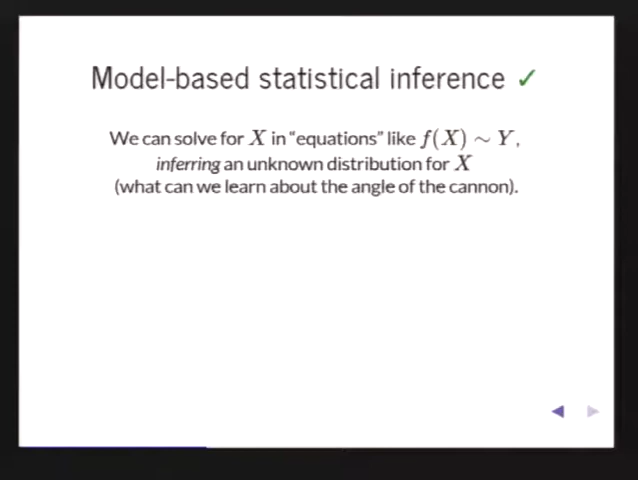 Model-based statistical inference ✓
We can solve for X in "equations" like f(X) ∼ Y,
inferring an unknown distribution for X
(what can we learn about the angle of the cannon).